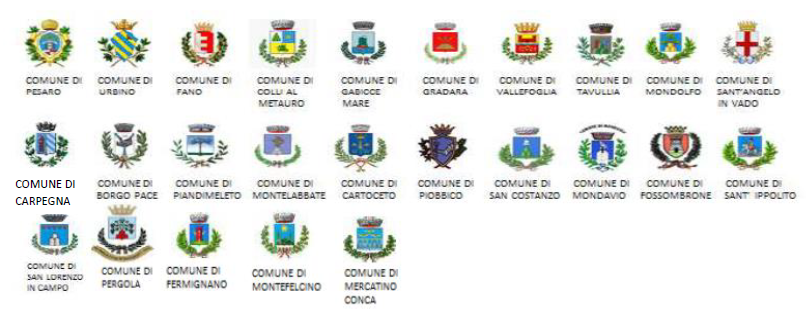 COMUNE DI PESARO
COMUNE DI URBINO
COMUNE DI FANO
COMUNE DI COLLI AL METAURO
COMUNE DI GABICCE MARE
COMUNE DI GRADARA
COMUNE DI VALLEFOGLIA
COMUNE DI TAVULLIA
COMUNE DI MONDOLFO
COMUNE DI SANT'ANGELO IN VADO
COMUNE DI CARPEGNA
COMUNE DI BORGO PACE
COMUNE DI PIANDIMELETO
COMUNE DI MONTELABBATE
COMUNE DI CARTOCETO
COMUNE DI PIOBBICO
COMUNE DI SAN COSTANZO
COMUNE DI MONDAVIO
COMUNE DI FOSSOMBRONE
COMUNE DI SANT' IPPOLITO
COMUNE DI SAN LORENZO IN CAMPO
COMUNE DI PERGOLA
COMUNE DI FERMIGNANO
COMUNE DI MONTEFELCINO
COMUNE DI MERCATINO CONCA